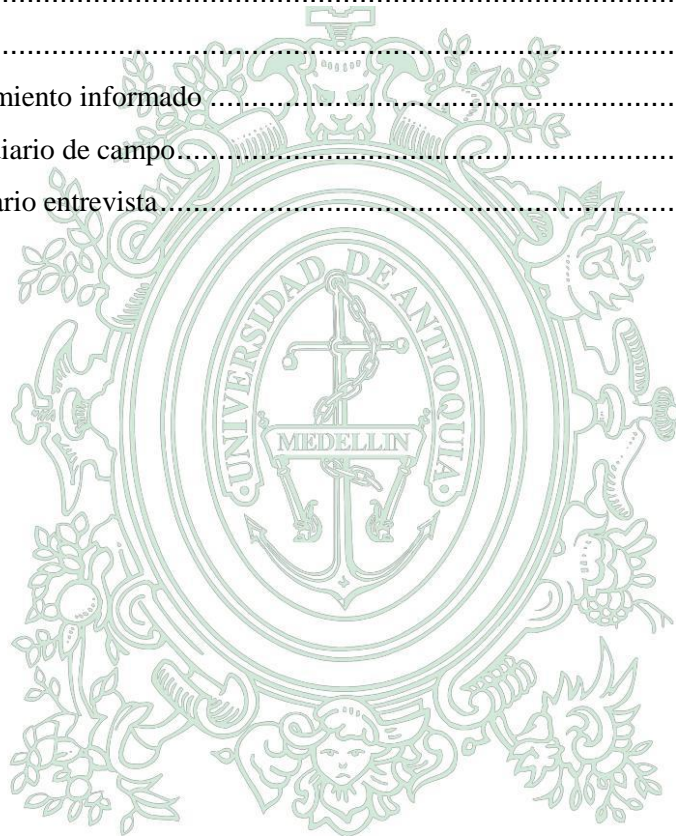 ........................................................................
........................................................................
miento informado ........................................................
iario de campo............................................................
ario entrevista.............................................................
UNIVERSIDAD DE ANTIOQUIA
MEDELLIN